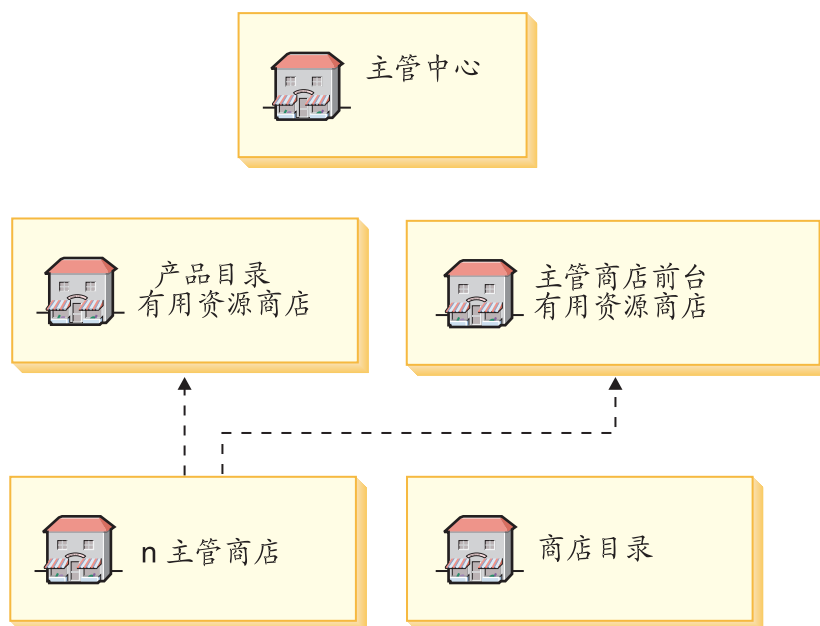 主管中心
产品目录
有用资源商店
主管商店前台
有用资源商店
n 主管商店
商店目录